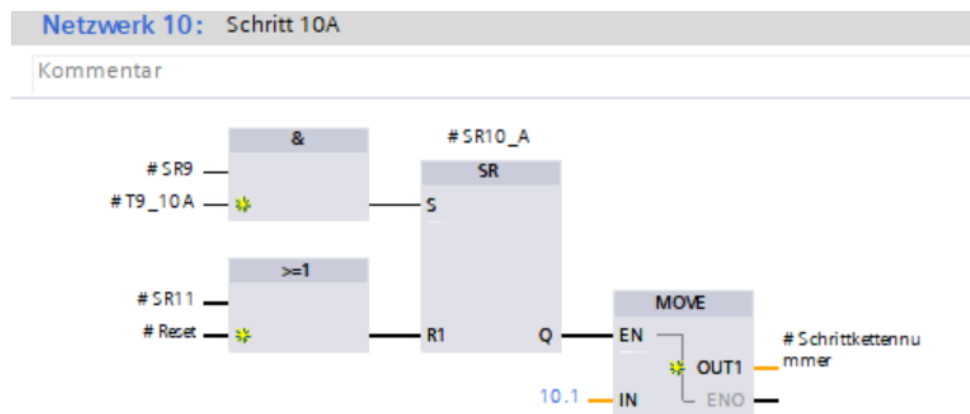 Netzwerk 10: Schritt 10A
Kommentar
&
#SR10_A
#SR9
SR
#T9_10A
S
>=1
#SR11
MOVE
#Reset
R1
Q
EN
#Schrittkettennu
mmer
OUT1
10.1
IN
ENO